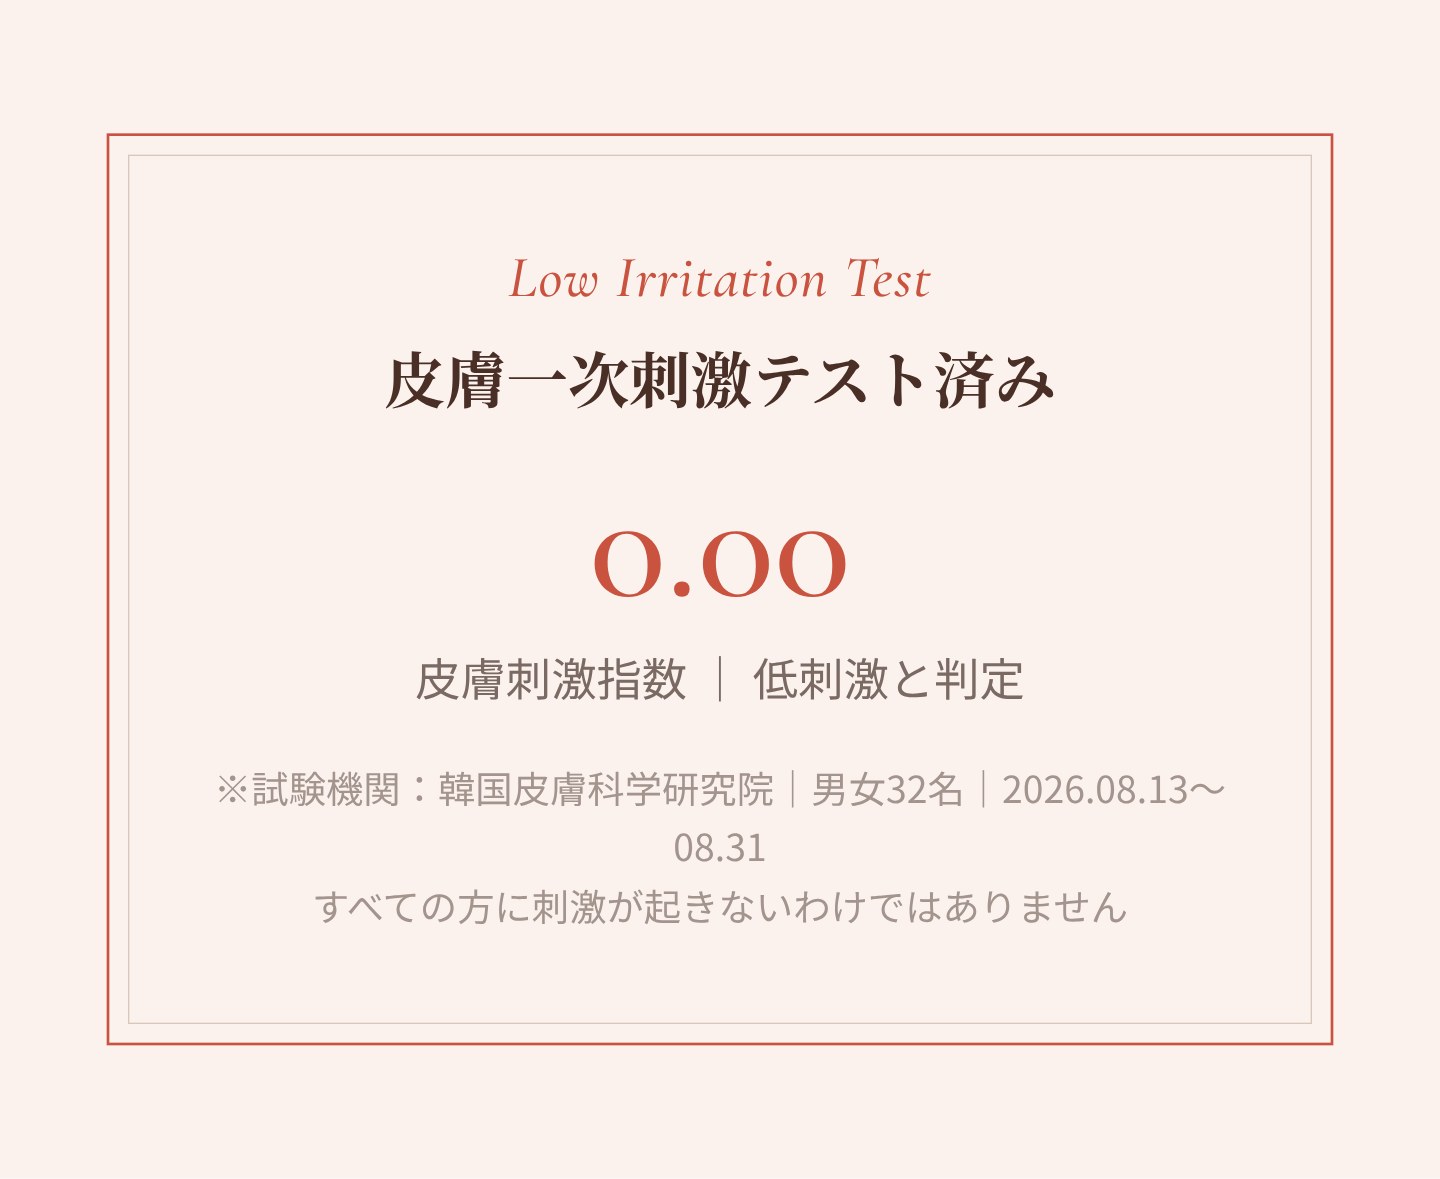 Low Irritation Test
皮膚一次刺激テスト済み
0.00
皮膚刺激指数 ｜ 低刺激と判定
※試験機関：韓国皮膚科学研究院｜男女32名｜2026.08.13〜
08.31
すべての方に刺激が起きないわけではありません